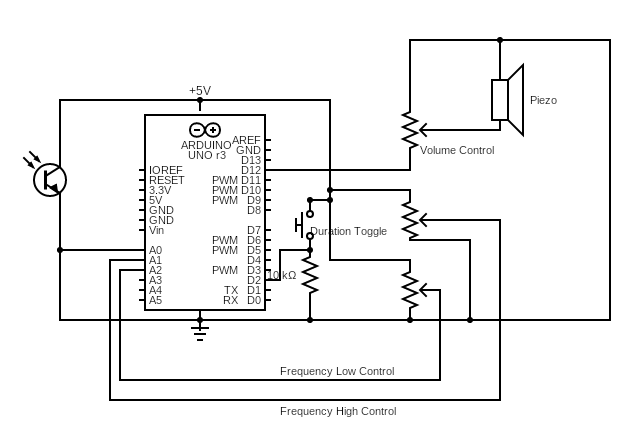 +5V
Piezo
ARDUINO
UNO r3
Volume Control
IOREF
RESET
3.3V
5V
GND
GND
Vin
A0
A1
A2
A3
A4
A5
AREF
GND
D13
D12
PWM D11
PWM D10
PWM D9
D8
D7
PWM D6
PWM D5
D4
PWM D3
D2
TX D1
RX D0
Duration Toggle
10 kΩ
Frequency Low Control
Frequency High Control